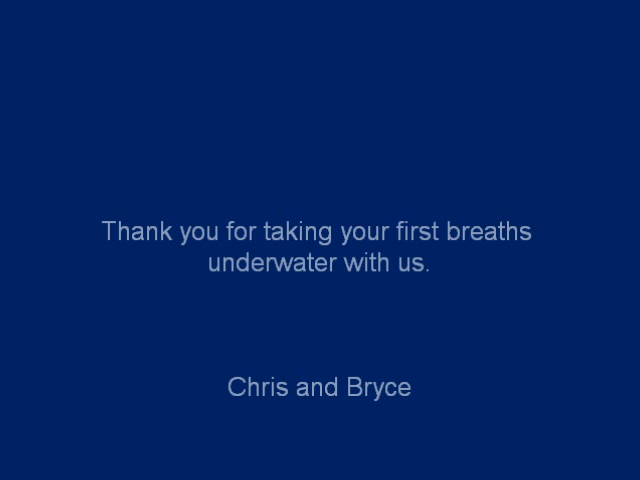 Thank you for taking your first breaths
underwater with us.
Chris and Bryce